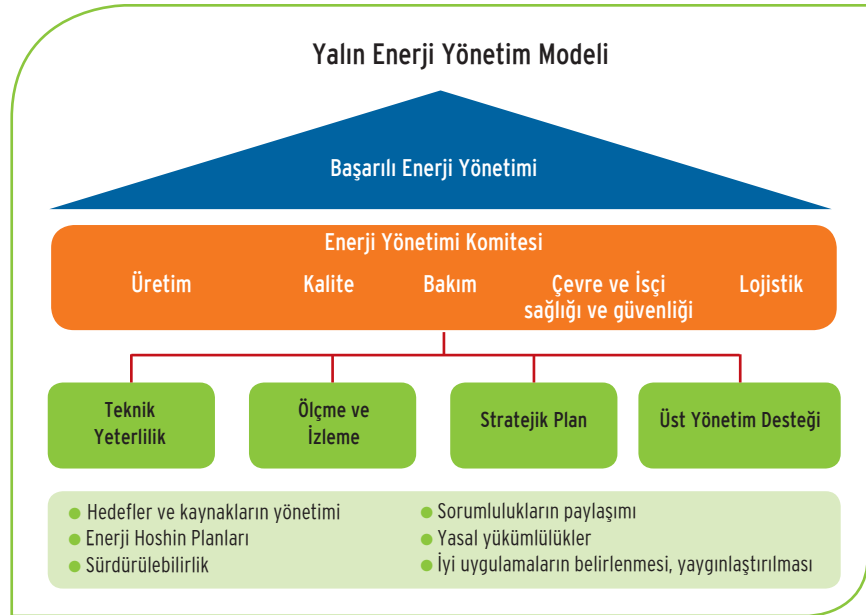 Yalın Enerji Yönetim Modeli
Başarılı Enerji Yönetimi
Enerji Yönetimi Komitesi
Üretim Kalite Bakım Çevre ve İşçi Lojistik
sağlığı ve güvenliği
Teknik
Yeterlilik
Ölçme ve
İzleme
Stratejik Plan
Üst Yönetim Desteği
● Hedefler ve kaynakların yönetimi
● Enerji Hoshin Planları
● Sürdürülebilirlik
● Sorumlulukların paylaşımı
● Yasal yükümlülükler
● İyi uygulamaların belirlenmesi, yaygınlaştırılması